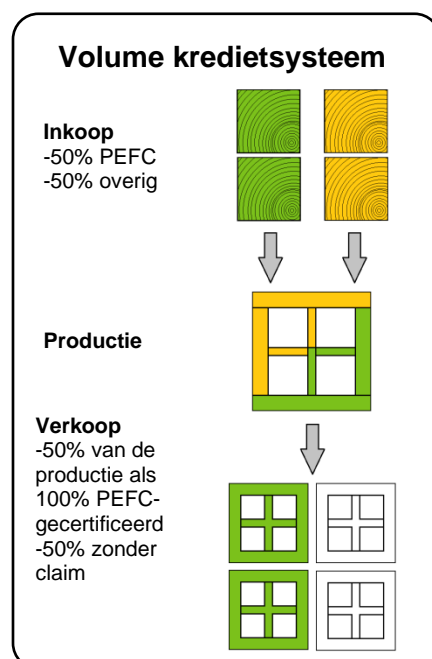 Volume kredietsysteem
Inkoop
-50% PEFC
-50% overig
Productie
Verkoop
-50% van de
productie als
100% PEFC-
gecertificeerd
-50% zonder
claim